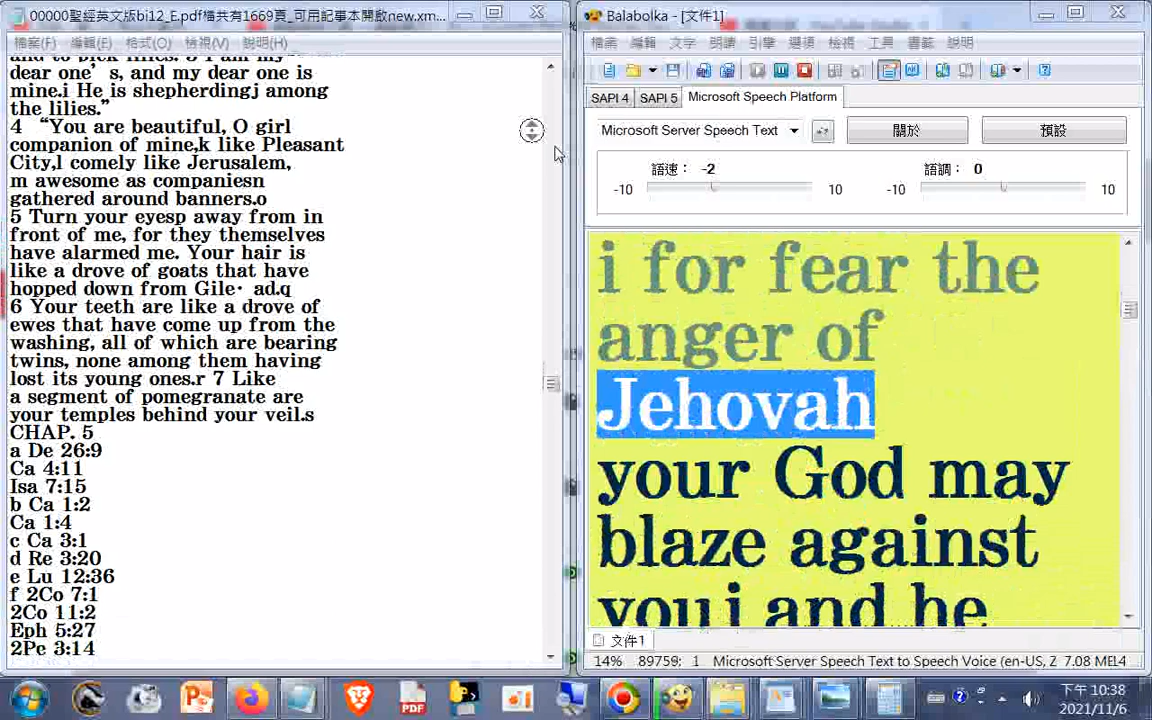 00000聖經英文版bi12_E.pdf檔共有1669頁_可用記事本開啟new.xm...
檔案(F) 編輯(E) 格式(O) 檢視(V) 說明(H)
dear one's, and my dear one is
mine.i He is shepherdingj among
the lilies."
4 "You are beautiful, O girl
companion of mine,k like Pleasant
City,l comely like Jerusalem,
m awesome as companiesn
gathered around banners.o
5 Turn your eyesp away from in
front of me, for they themselves
have alarmed me. Your hair is
like a drove of goats that have
hopped down from Gile· ad.q
6 Your teeth are like a drove of
ewes that have come up from the
washing, all of which are bearing
twins, none among them having
lost its young ones.r 7 Like
a segment of pomegranate are
your temples behind your veil.s
CHAP. 5
a De 26:9
Ca 4:11
Isa 7:15
b Ca 1:2
Ca 1:4
c Ca 3:1
d Re 3:20
e Lu 12:36
f 2Co 7:1
2Co 11:2
Eph 5:27
2Pe 3:14
Balabolka - [文件1]
檔案 編輯 文字 朗讀 引擎 選項 檢視 工具 書籤 說明
SAPI 4 SAPI 5 Microsoft Speech Platform
Microsoft Server Speech Text
關於 預設
語速： -2 語調： 0
-10 10 -10 10
i for fear the
anger of
Jehovah
your God may
blaze against
you i and he
文件1
14% 89759: 1 Microsoft Server Speech Text to Speech Voice (en-US, Z 7.08 MEL4
PDF
下午 10:38
2021/11/6